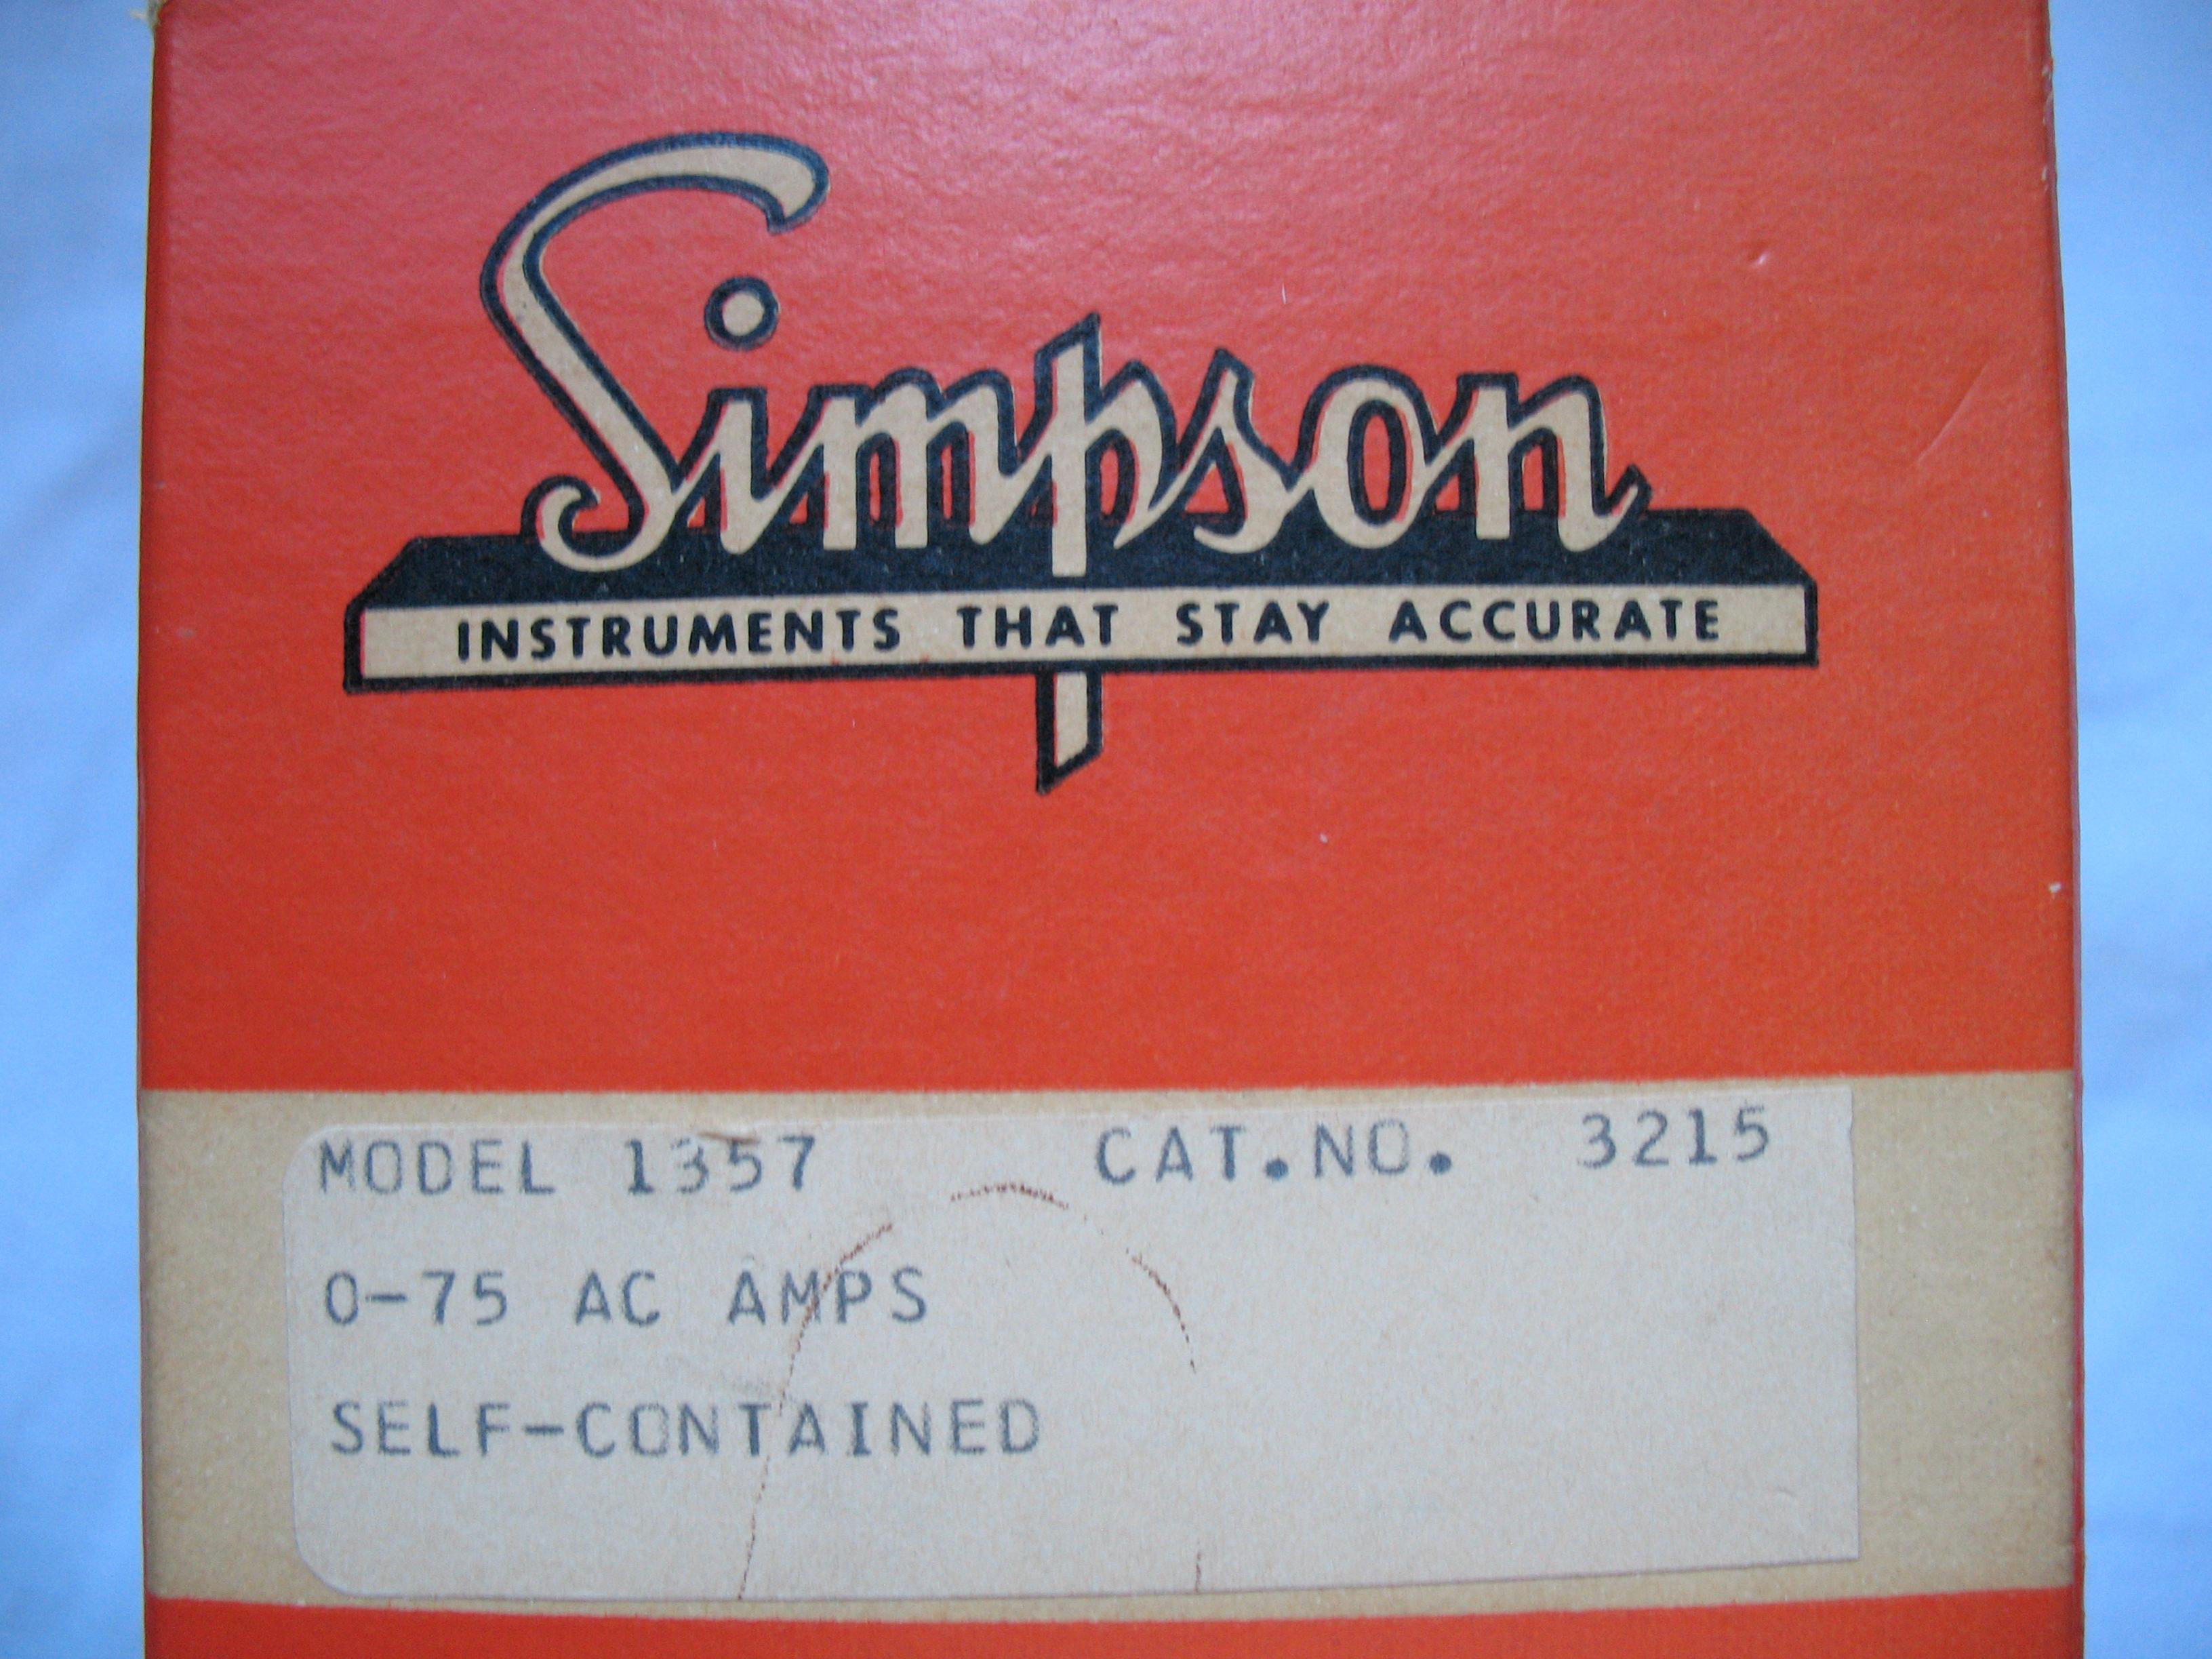 Simpson
INSTRUMENTS THAT STAY ACCURATE
MODEL 1357 CAT.NO. 3215
0-75 AC AMPS
SELF-CONTAINED